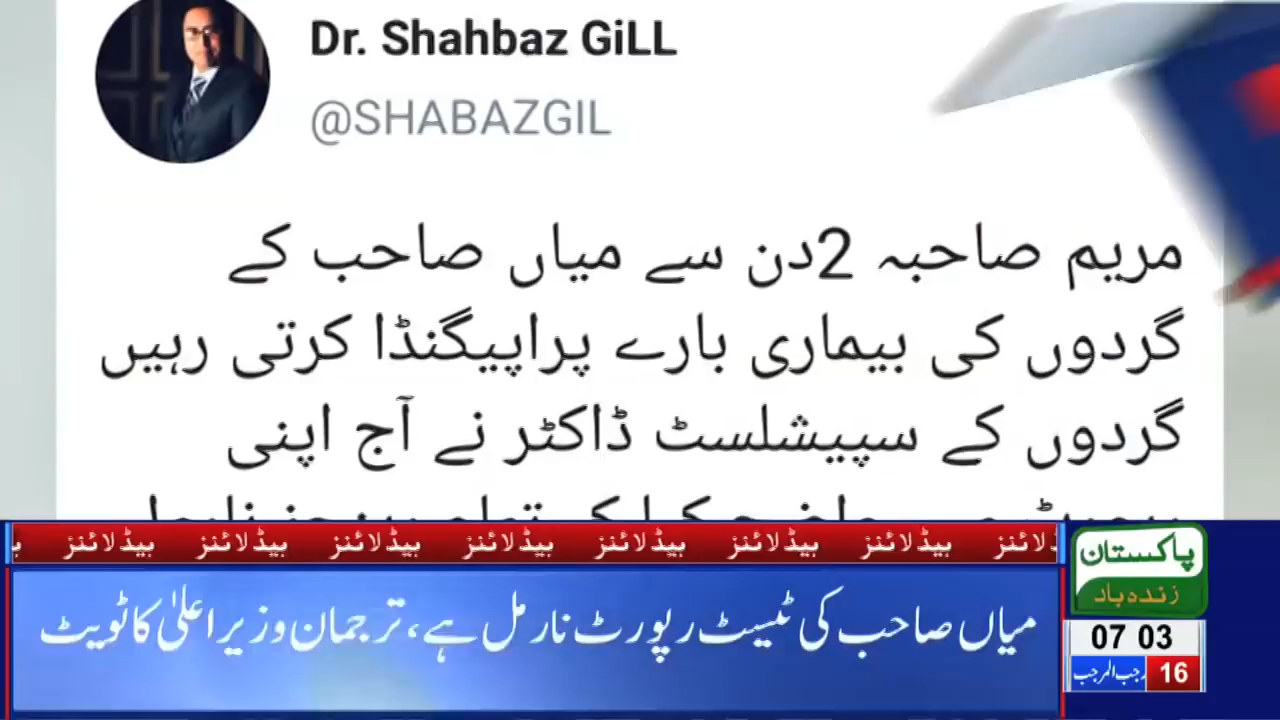 Dr. Shahbaz GiLL
@SHABAZGIL
مریم صاحبہ 2دن سے میاں صاحب کے
گردوں کی بیماری بارے پراپیگنڈا کرتی رہیں
گردوں کے سپیشلسٹ ڈاکٹر نے آج اپنی
ہیڈلائنز ہیڈلائنز ہیڈلائنز ہیڈلائنز ہیڈلائنز ہیڈلائنز ہیڈلائنز
میاں صاحب کی ٹیسٹ رپورٹ نارمل ہے، ترجمان وزیراعلیٰ کا ٹویٹ
پاکستان
زندہ باد
07 03
16 رجب المرجب